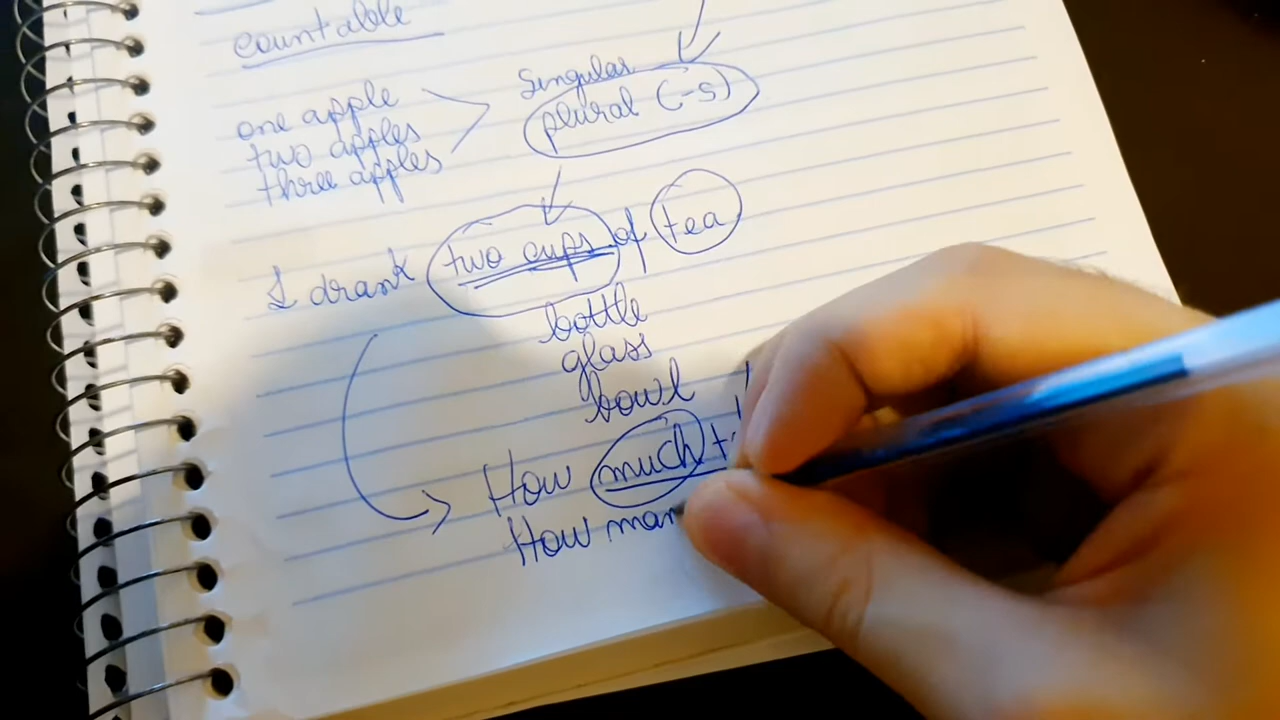 countable
one apple
two apples
three apples
Singular
plural (-s)
I drank two cups of tea
bottle
glass
bowl
How much
How man